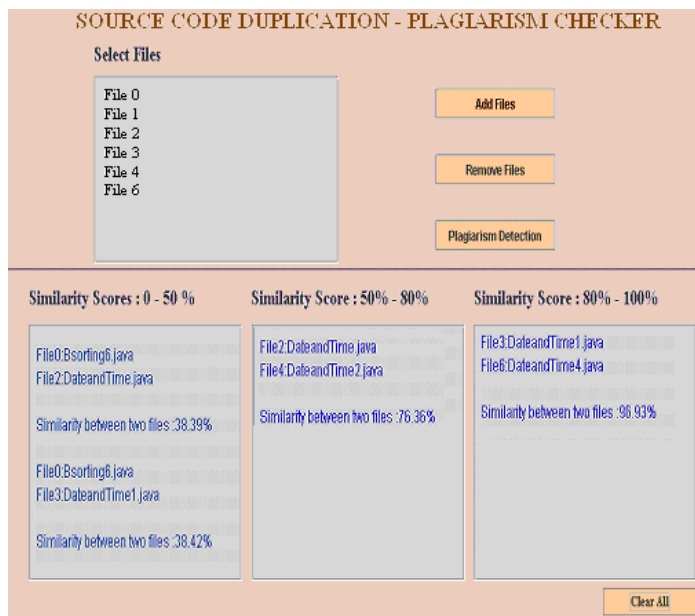 SOURCE CODE DUPLICATION - PLAGIARISM CHECKER
Select Files
File 0
File 1
File 2
File 3
File 4
File 6
Add Files
Remove Files
Plagiarism Detection
Similarity Scores : 0 - 50 %
File0:Bsorting6.java
File2:DateandTime.java
Similarity between two files :38.39%
File0:Bsorting6.java
File3:DateandTime1.java
Similarity between two files :38.42%
Similarity Score : 50% - 80%
File2:DateandTime.java
File4:DateandTime2.java
Similarity between two files :76.36%
Similarity Score : 80% - 100%
File3:DateandTime1.java
File6:DateandTime4.java
Similarity between two files :96.93%
Clear All